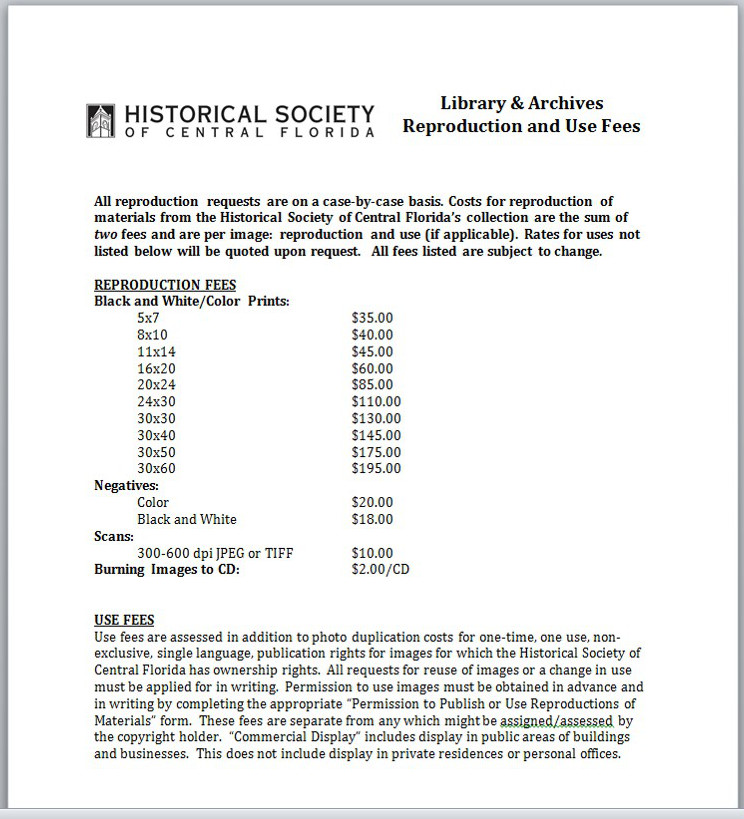 HISTORICAL SOCIETY
OF CENTRAL FLORIDA
Library & Archives
Reproduction and Use Fees
All reproduction requests are on a case-by-case basis. Costs for reproduction of
materials from the Historical Society of Central Florida's collection are the sum of
two fees and are per image: reproduction and use (if applicable). Rates for uses not
listed below will be quoted upon request. All fees listed are subject to change.
REPRODUCTION FEES
Black and White/Color Prints:
5x7 $35.00
8x10 $40.00
11x14 $45.00
16x20 $60.00
20x24 $85.00
24x30 $110.00
30x30 $130.00
30x40 $145.00
30x50 $175.00
30x60 $195.00
Negatives:
Color $20.00
Black and White $18.00
Scans:
300-600 dpi JPEG or TIFF $10.00
Burning Images to CD: $2.00/CD
USE FEES
Use fees are assessed in addition to photo duplication costs for one-time, one use, non-
exclusive, single language, publication rights for images for which the Historical Society of
Central Florida has ownership rights. All requests for reuse of images or a change in use
must be applied for in writing. Permission to use images must be obtained in advance and
in writing by completing the appropriate "Permission to Publish or Use Reproductions of
Materials" form. These fees are separate from any which might be assigned/assessed by
the copyright holder. "Commercial Display" includes display in public areas of buildings
and businesses. This does not include display in private residences or personal offices.